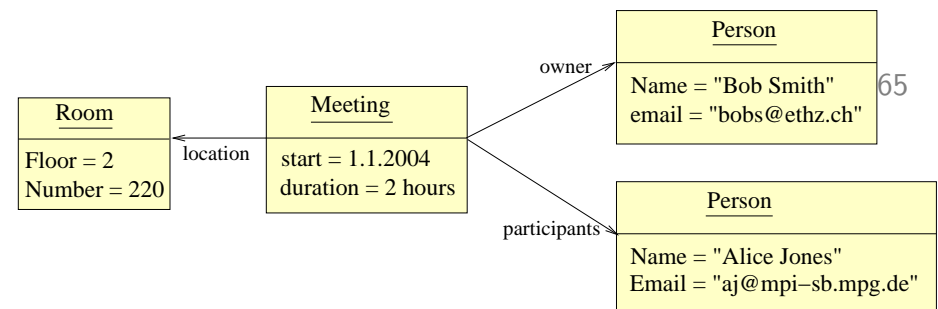 Room
Floor = 2
Number = 220
location
Meeting
start = 1.1.2004
duration = 2 hours
owner
Person
Name = "Bob Smith"
email = "bobs@ethz.ch"
65
participants
Person
Name = "Alice Jones"
Email = "aj@mpi−sb.mpg.de"